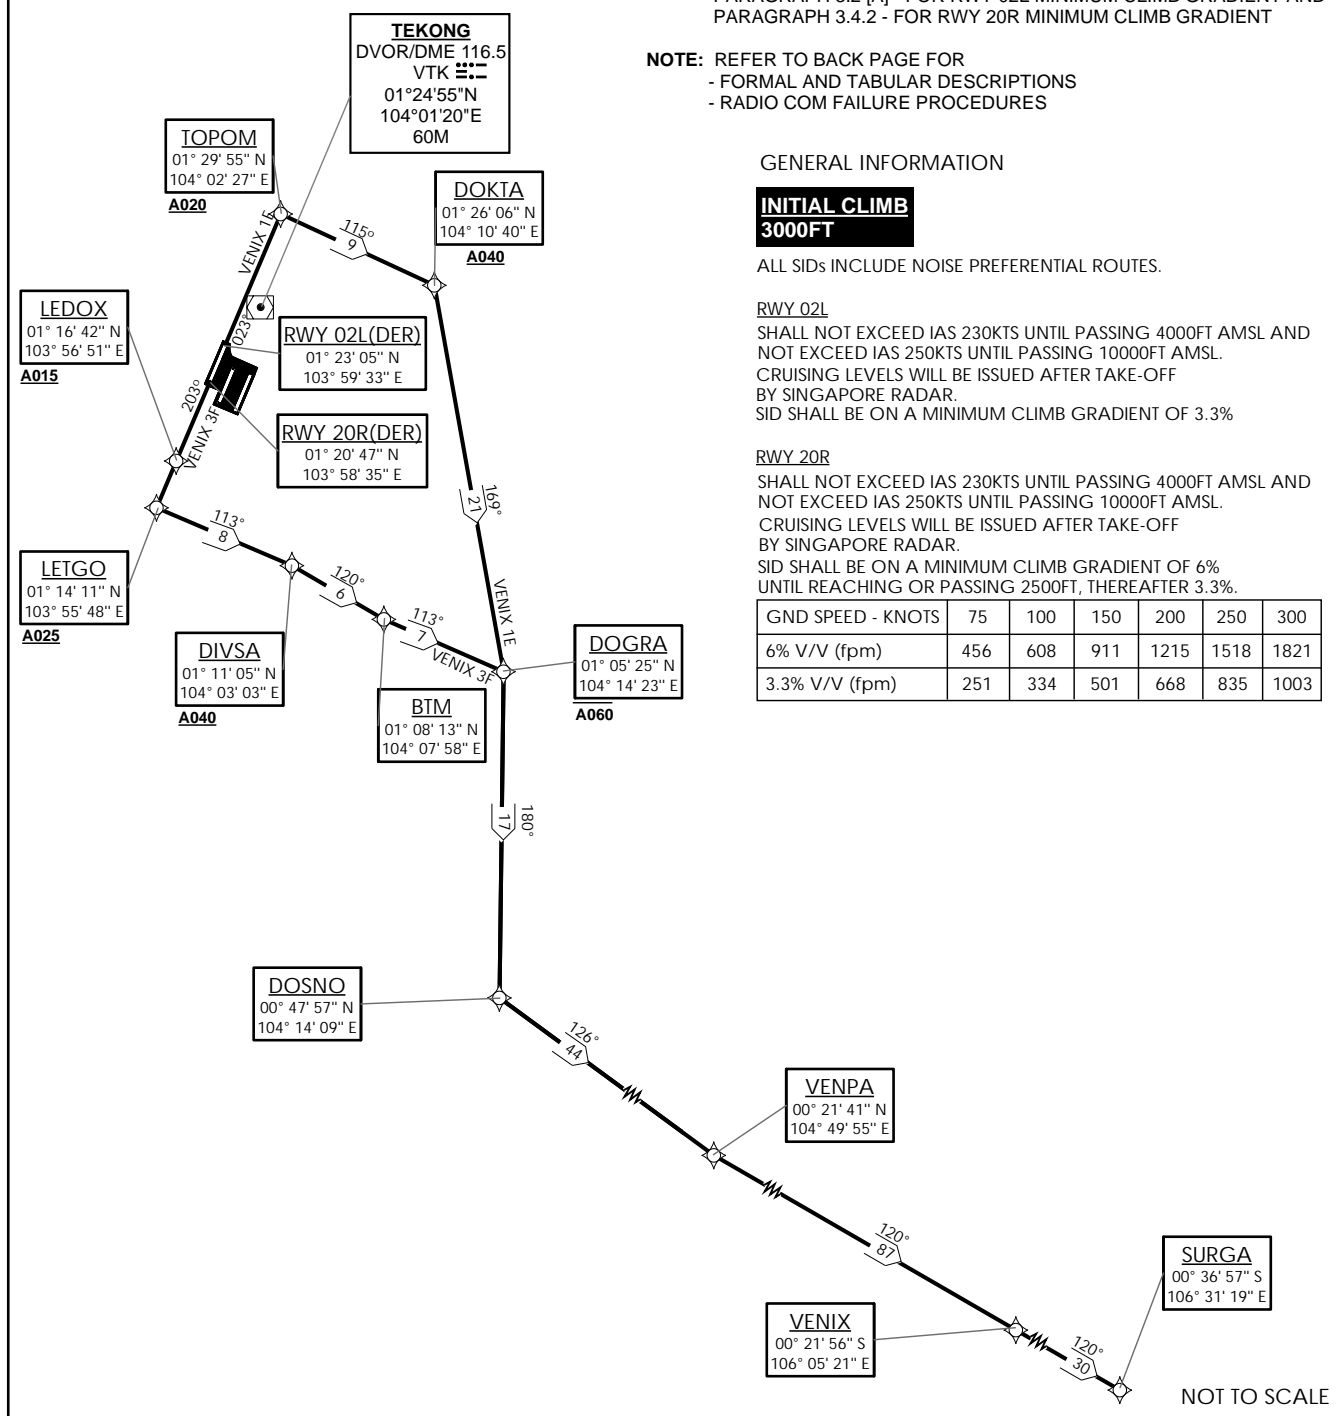 PARAGRAPH 3.4.2 - FOR RWY 20R MINIMUM CLIMB GRADIENT
NOTE: REFER TO BACK PAGE FOR
- FORMAL AND TABULAR DESCRIPTIONS
- RADIO COM FAILURE PROCEDURES
TEKONG
DVOR/DME 116.5
VTK
01°24'55"N
104°01'20"E
60M
TOPOM
01° 29' 55" N
104° 02' 27" E
A020
DOKTA
01° 26' 06" N
104° 10' 40" E
A040
GENERAL INFORMATION
INITIAL CLIMB
3000FT
ALL SIDs INCLUDE NOISE PREFERENTIAL ROUTES.
RWY 02L
SHALL NOT EXCEED IAS 230KTS UNTIL PASSING 4000FT AMSL AND
NOT EXCEED IAS 250KTS UNTIL PASSING 10000FT AMSL.
CRUISING LEVELS WILL BE ISSUED AFTER TAKE-OFF
BY SINGAPORE RADAR.
SID SHALL BE ON A MINIMUM CLIMB GRADIENT OF 3.3%
RWY 20R
SHALL NOT EXCEED IAS 230KTS UNTIL PASSING 4000FT AMSL AND
NOT EXCEED IAS 250KTS UNTIL PASSING 10000FT AMSL.
CRUISING LEVELS WILL BE ISSUED AFTER TAKE-OFF
BY SINGAPORE RADAR.
SID SHALL BE ON A MINIMUM CLIMB GRADIENT OF 6%
UNTIL REACHING OR PASSING 2500FT, THEREAFTER 3.3%.
GND SPEED - KNOTS 75 100 150 200 250 300
6% V/V (fpm) 456 608 911 1215 1518 1821
3.3% V/V (fpm) 251 334 501 668 835 1003
115°
9
VENIX 1E
023°
LEDOX
01° 16' 42" N
103° 56' 51" E
A015
RWY 02L(DER)
01° 23' 05" N
103° 59' 33" E
203°
VENIX 3F
RWY 20R(DER)
01° 20' 47" N
103° 58' 35" E
169°
21
VENIX 1E
LETGO
01° 14' 11" N
103° 55' 48" E
A025
113°
8
120°
6
113°
7
VENIX 3F
DIVSA
01° 11' 05" N
104° 03' 03" E
A040
BTM
01° 08' 13" N
104° 07' 58" E
DOGRA
01° 05' 25" N
104° 14' 23" E
A060
180°
17
DOSNO
00° 47' 57" N
104° 14' 09" E
126°
44
VENPA
00° 21' 41" N
104° 49' 55" E
120°
87
SURGA
00° 36' 57" S
106° 31' 19" E
VENIX
00° 21' 56" S
106° 05' 21" E
120°
30
NOT TO SCALE